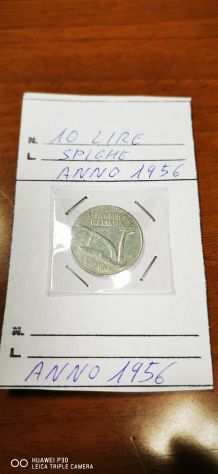 N. 10 LIRE
L. SPIGHE
ANNO 1956
N.
L.
ANNO 1956
HUAWEI P30
LEICA TRIPLE CAMERA